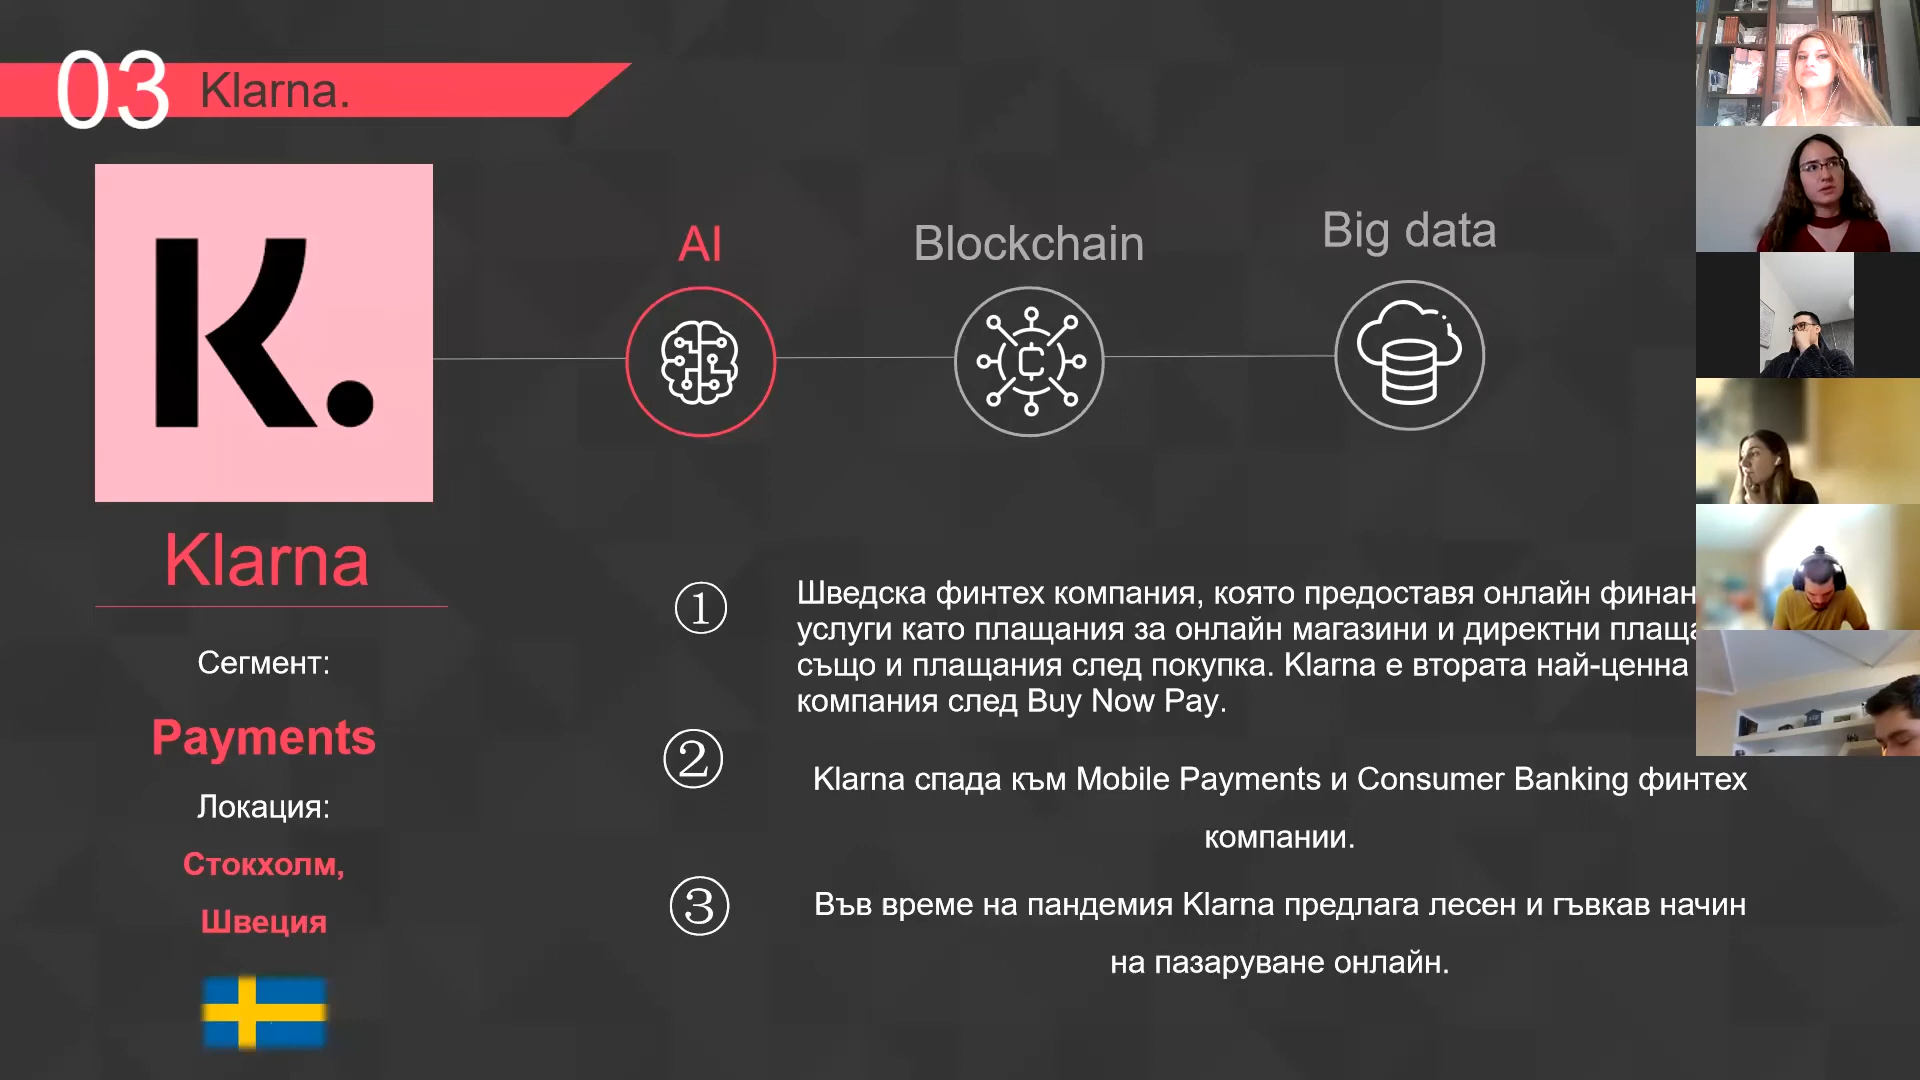 03 Klarna.
K.
AI
Blockchain
Big data
Klarna
Сегмент:
Payments
Локация:
Стокхолм,
Швеция
1
Шведска финтех компания, която предоставя онлайн
услуги като плащания за онлайн магазини и директни
също и плащания след покупка. Klarna е втората най-ценна
компания след Buy Now Pay.
2
Klarna спада към Mobile Payments и Consumer Banking финтех
компании.
3
Във време на пандемия Klarna предлага лесен и гъвкав начин
на пазаруване онлайн.